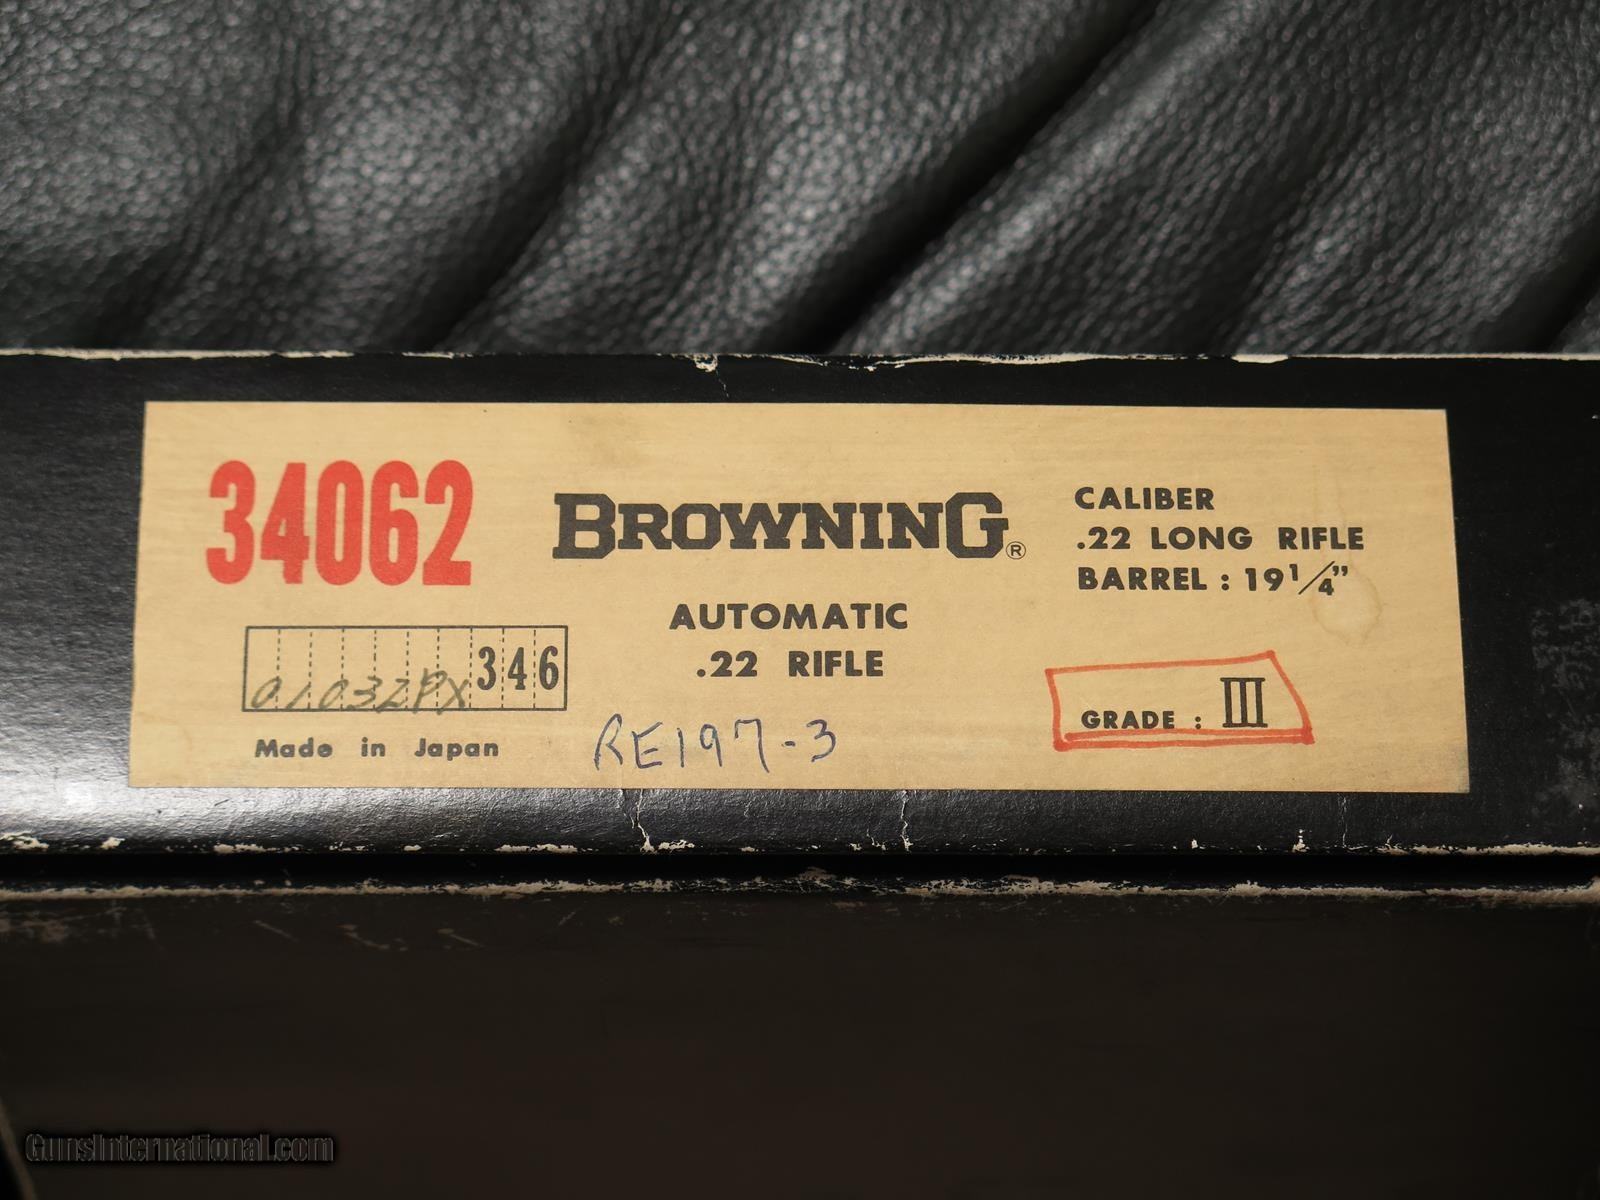 34062
BROWNING®
AUTOMATIC
.22 RIFLE
CALIBER
.22 LONG RIFLE
BARREL : 19 1/4"
01032PX346
Made in Japan
RE197-3
GRADE : III
GunsInternational.com